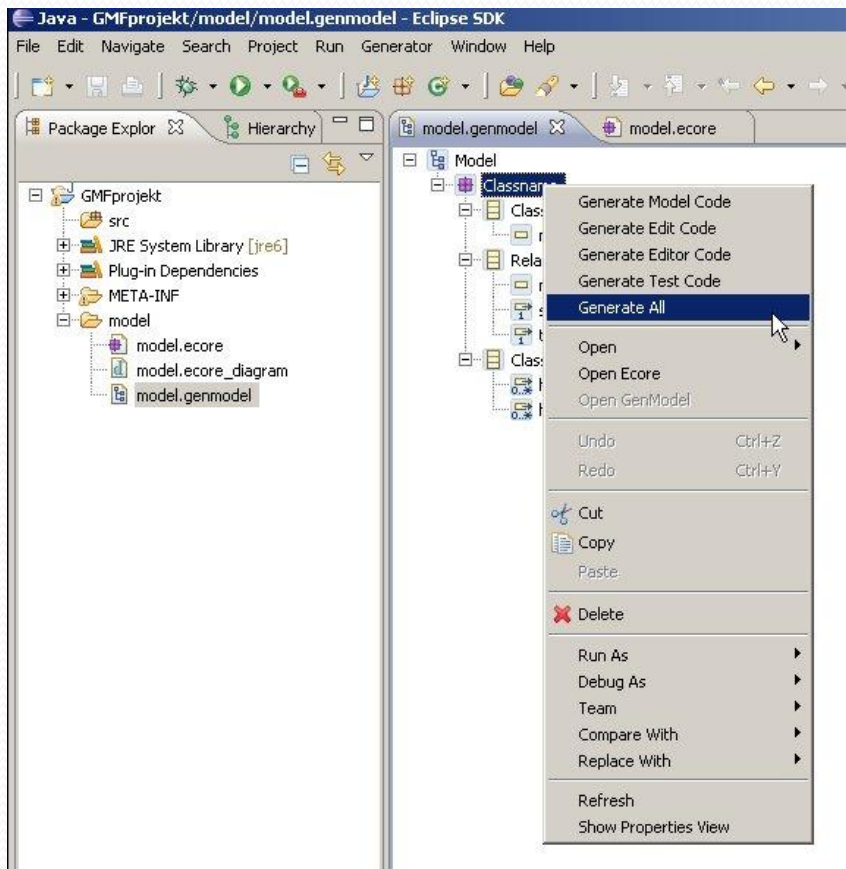 Java - GMFprojekt/model/model.genmodel - Eclipse SDK
File Edit Navigate Search Project Run Generator Window Help
Package Explor
Hierarchy
model.genmodel
model.ecore
GMFprojekt
src
JRE System Library [jre6]
Plug-in Dependencies
META-INF
model
model.ecore
model.ecore_diagram
model.genmodel
Model
Classname
Clas
Rela
Clas
Generate Model Code
Generate Edit Code
Generate Editor Code
Generate Test Code
Generate All
Open
Open Ecore
Open GenModel
Undo Ctrl+Z
Redo Ctrl+Y
Cut
Copy
Paste
Delete
Run As
Debug As
Team
Compare With
Replace With
Refresh
Show Properties View